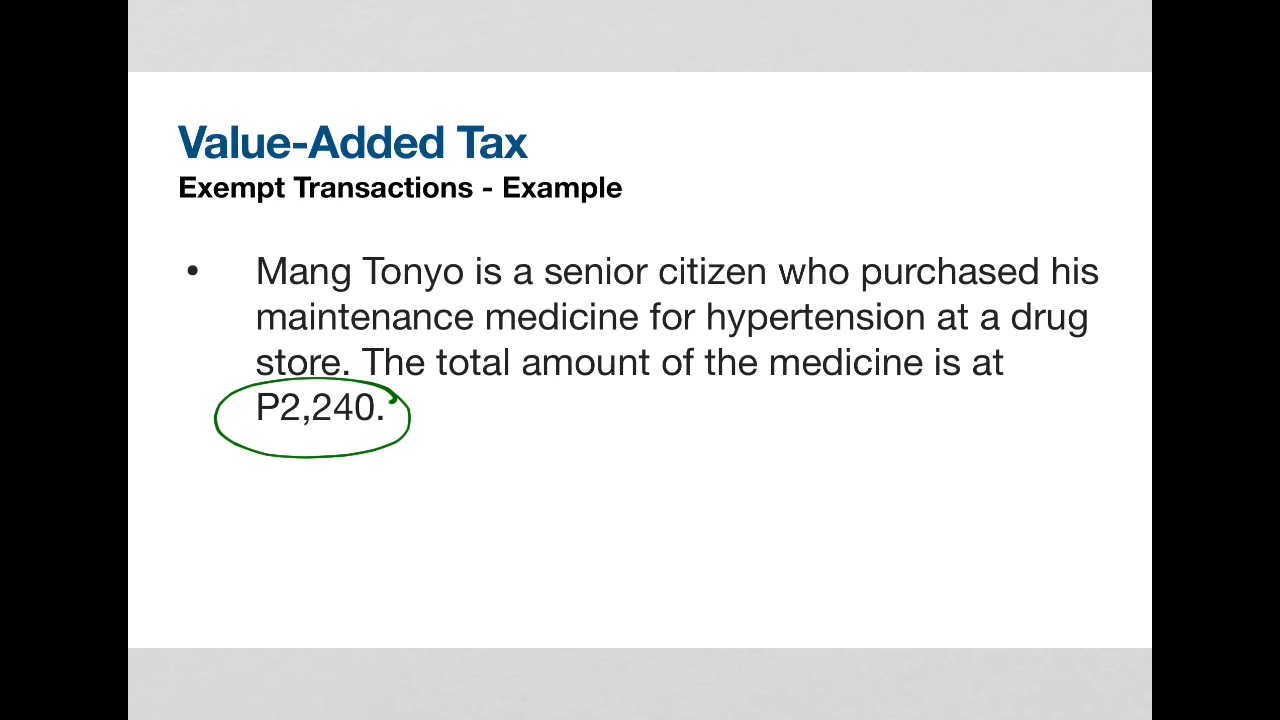 Value-Added Tax
Exempt Transactions - Example
• Mang Tonyo is a senior citizen who purchased his
maintenance medicine for hypertension at a drug
store. The total amount of the medicine is at
P2,240.